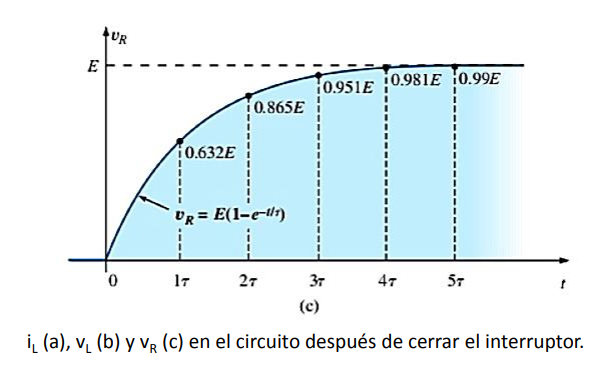 v_R
E
0.632E
0.865E
0.951E
0.981E
0.99E
v_R = E(1–e^–t/τ)
0 1τ 2τ 3τ 4τ 5τ t
(c)
i_L (a), v_L (b) y v_R (c) en el circuito después de cerrar el interruptor.